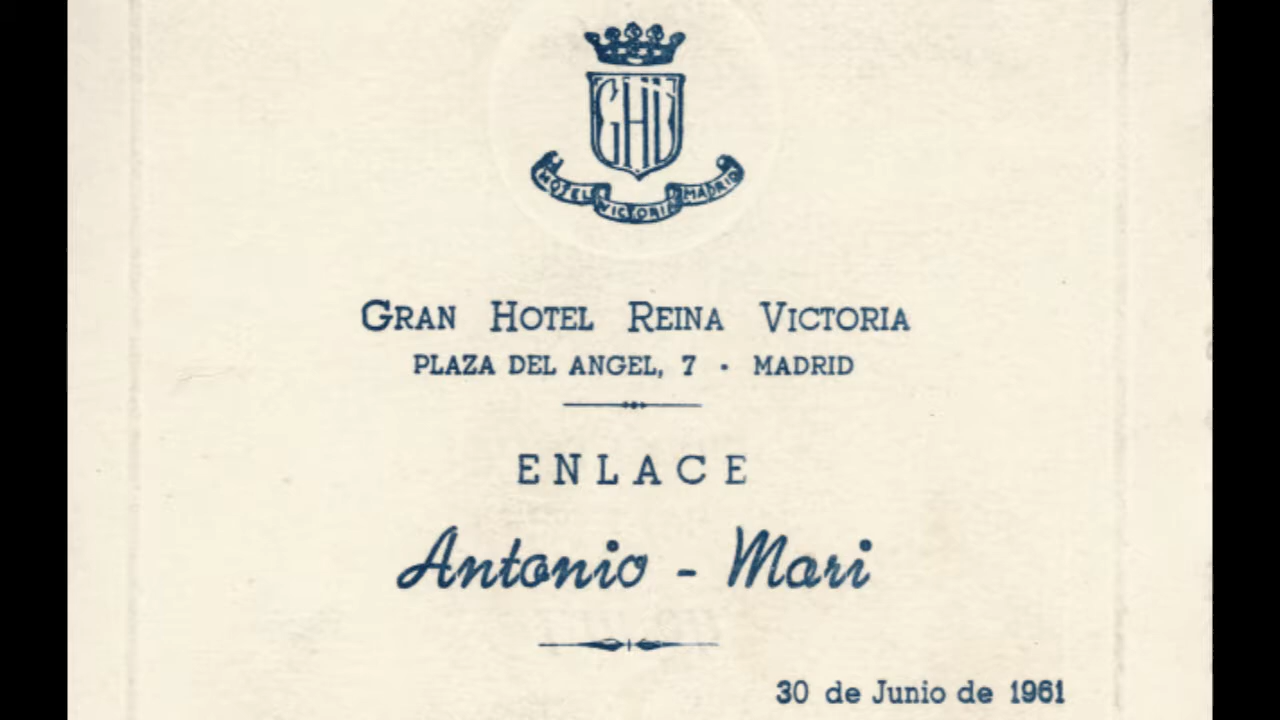 GHV
HOTEL VICTORIA MADRID
GRAN HOTEL REINA VICTORIA
PLAZA DEL ANGEL, 7 · MADRID
ENLACE
Antonio - Mari
30 de Junio de 1961